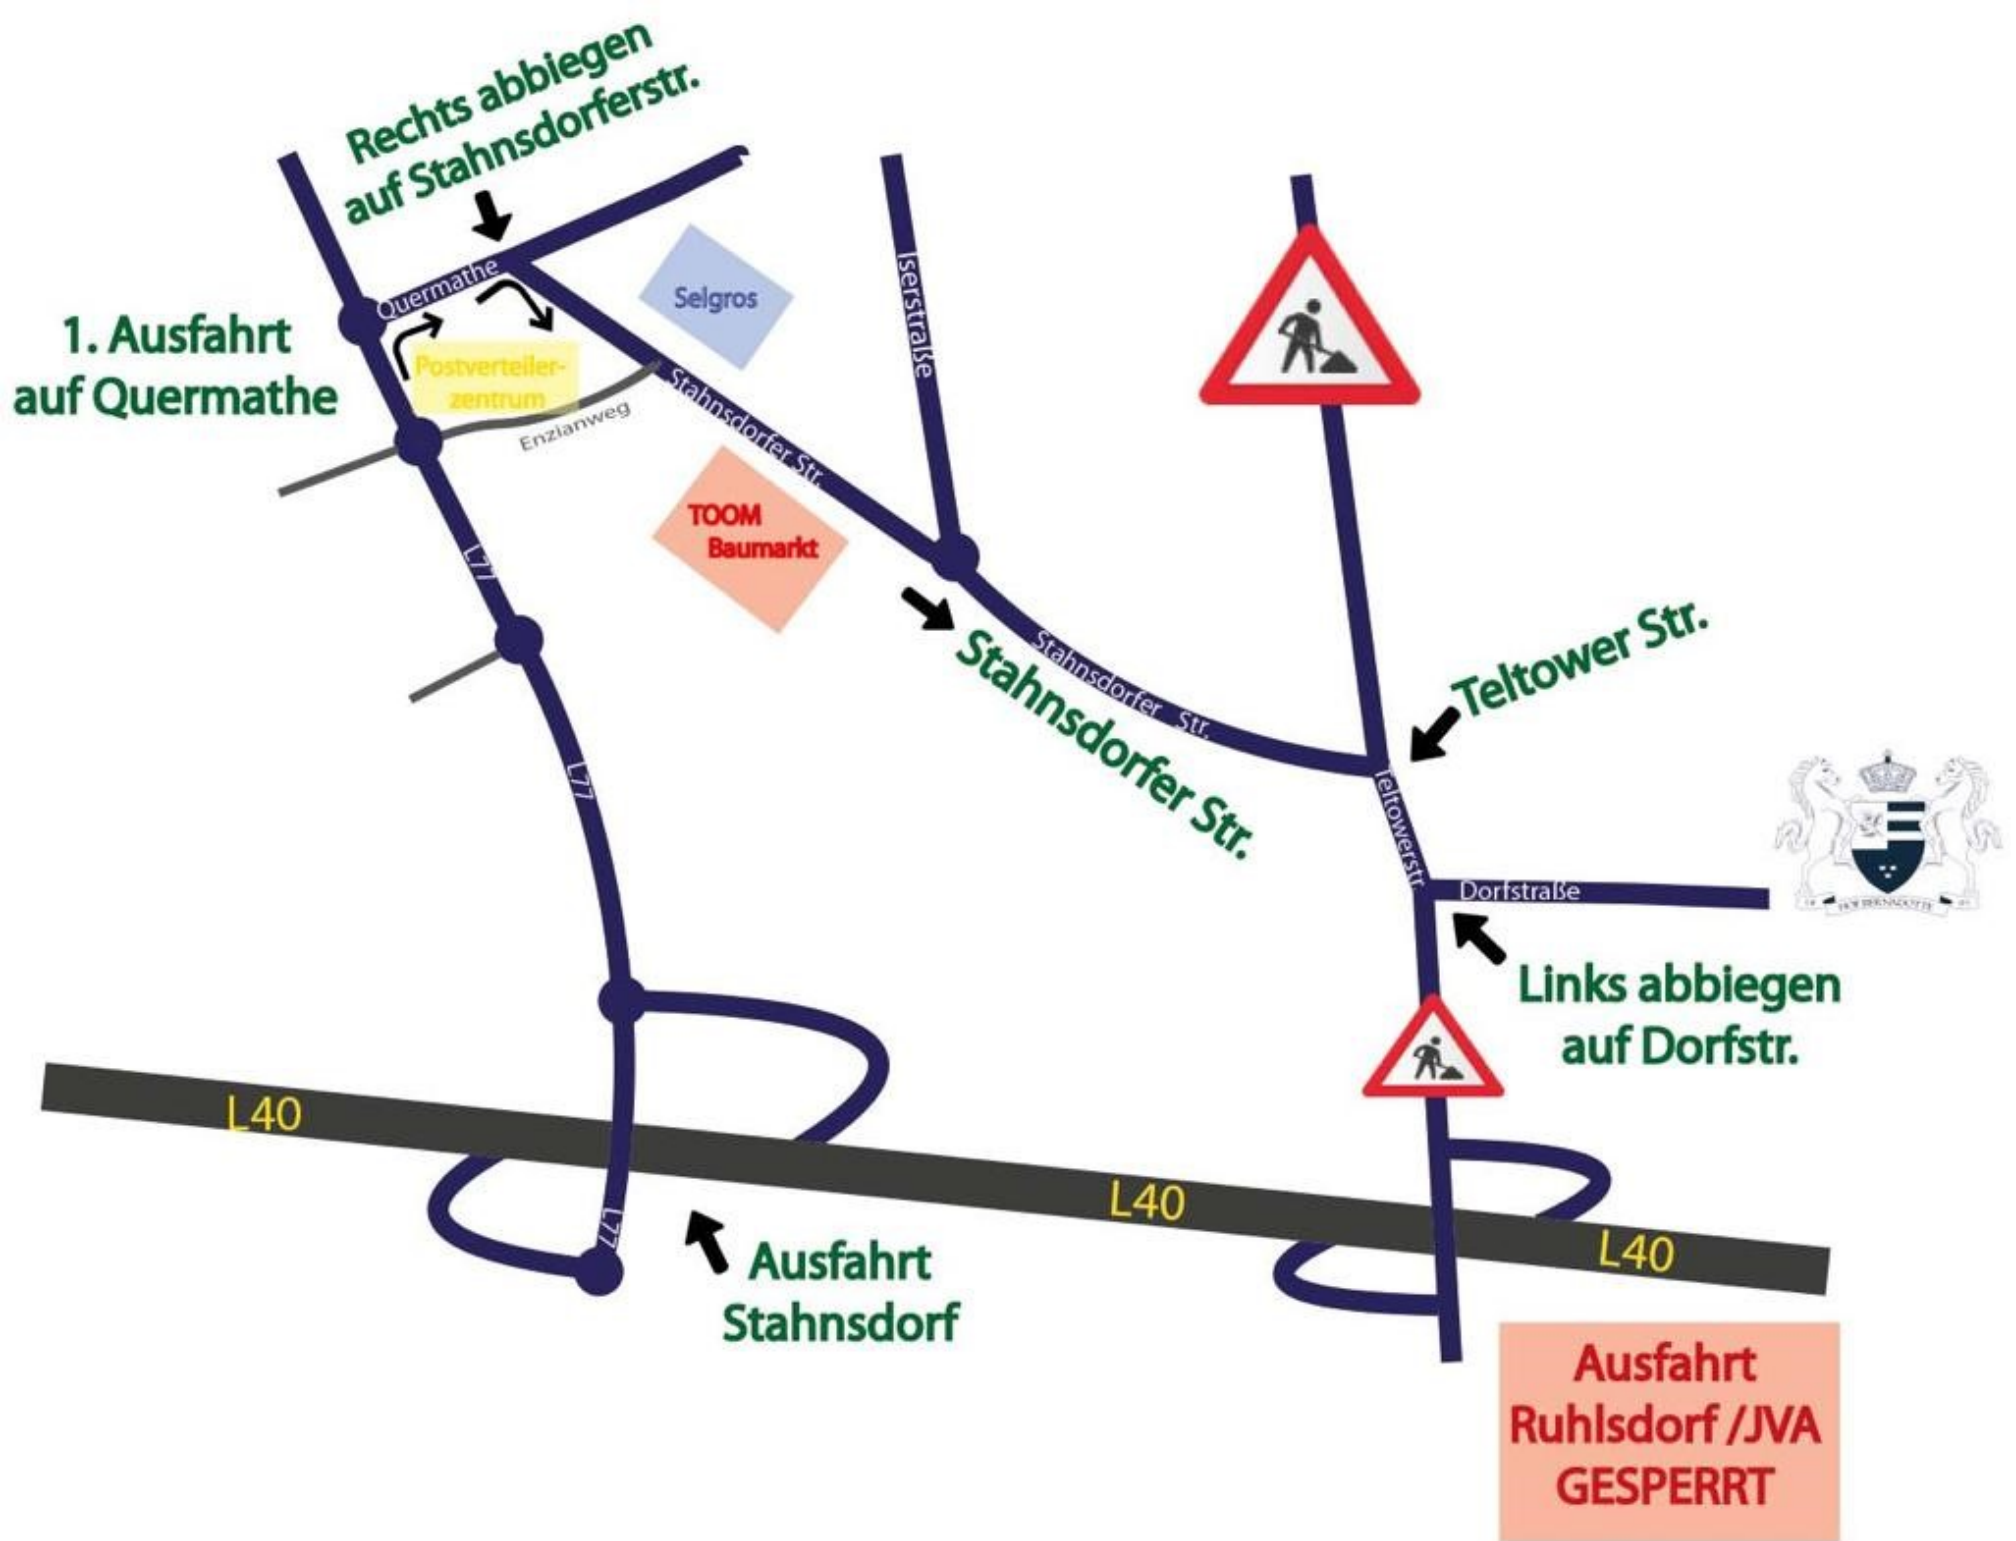 Rechts abbiegen
auf Stahnsdorferstr.
Quermathe
Selgros
Iserstraße
1. Ausfahrt
auf Quermathe
Postverteiler-
zentrum
Enzianweg
Stahnsdorfer Str.
TOOM
Baumarkt
L77
Stahnsdorfer Str.
Stahnsdorfer Str.
Teltower Str.
L77
Teltowerstr.
Dorfstraße
HOF BERNADOTTE
Links abbiegen
auf Dorfstr.
L40
L40
L40
L77
Ausfahrt
Stahnsdorf
Ausfahrt
Ruhlsdorf /JVA
GESPERRT